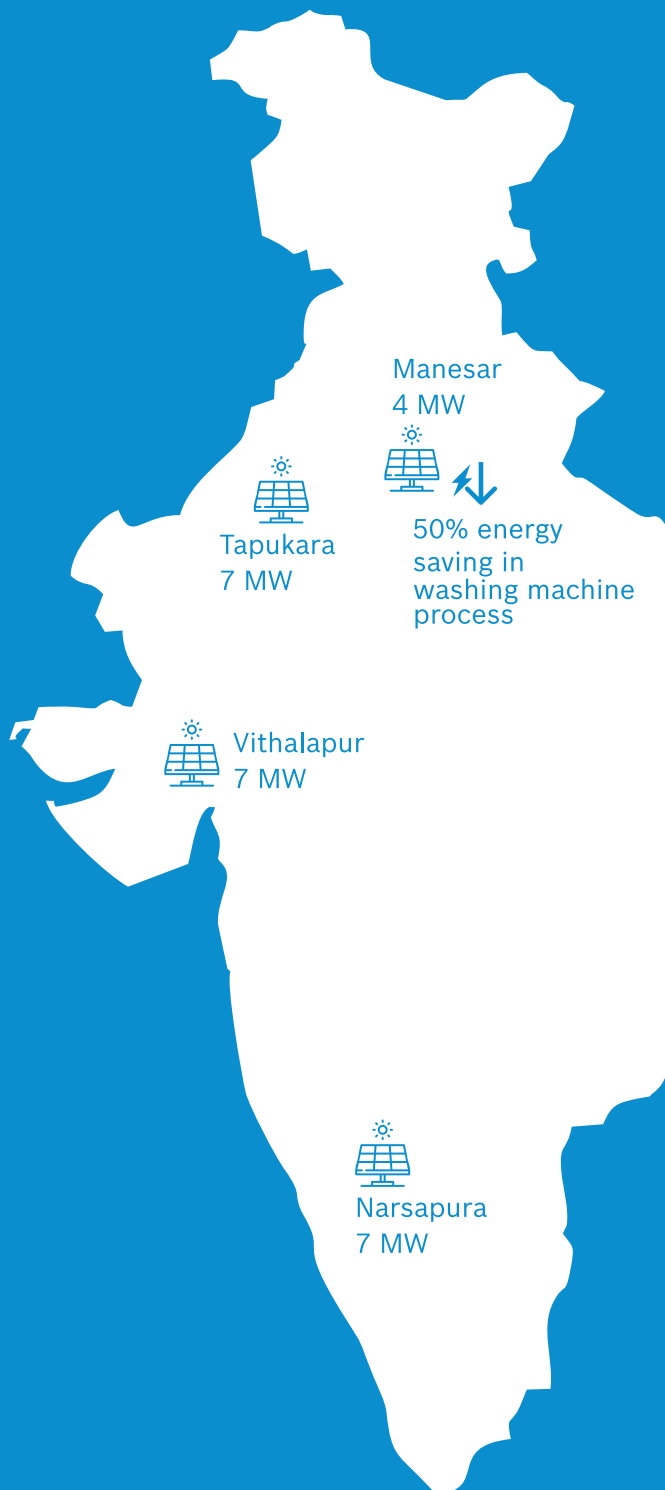 Manesar
4 MW
Tapukara
7 MW
50% energy
saving in
washing machine
process
Vithalapur
7 MW
Narsapura
7 MW